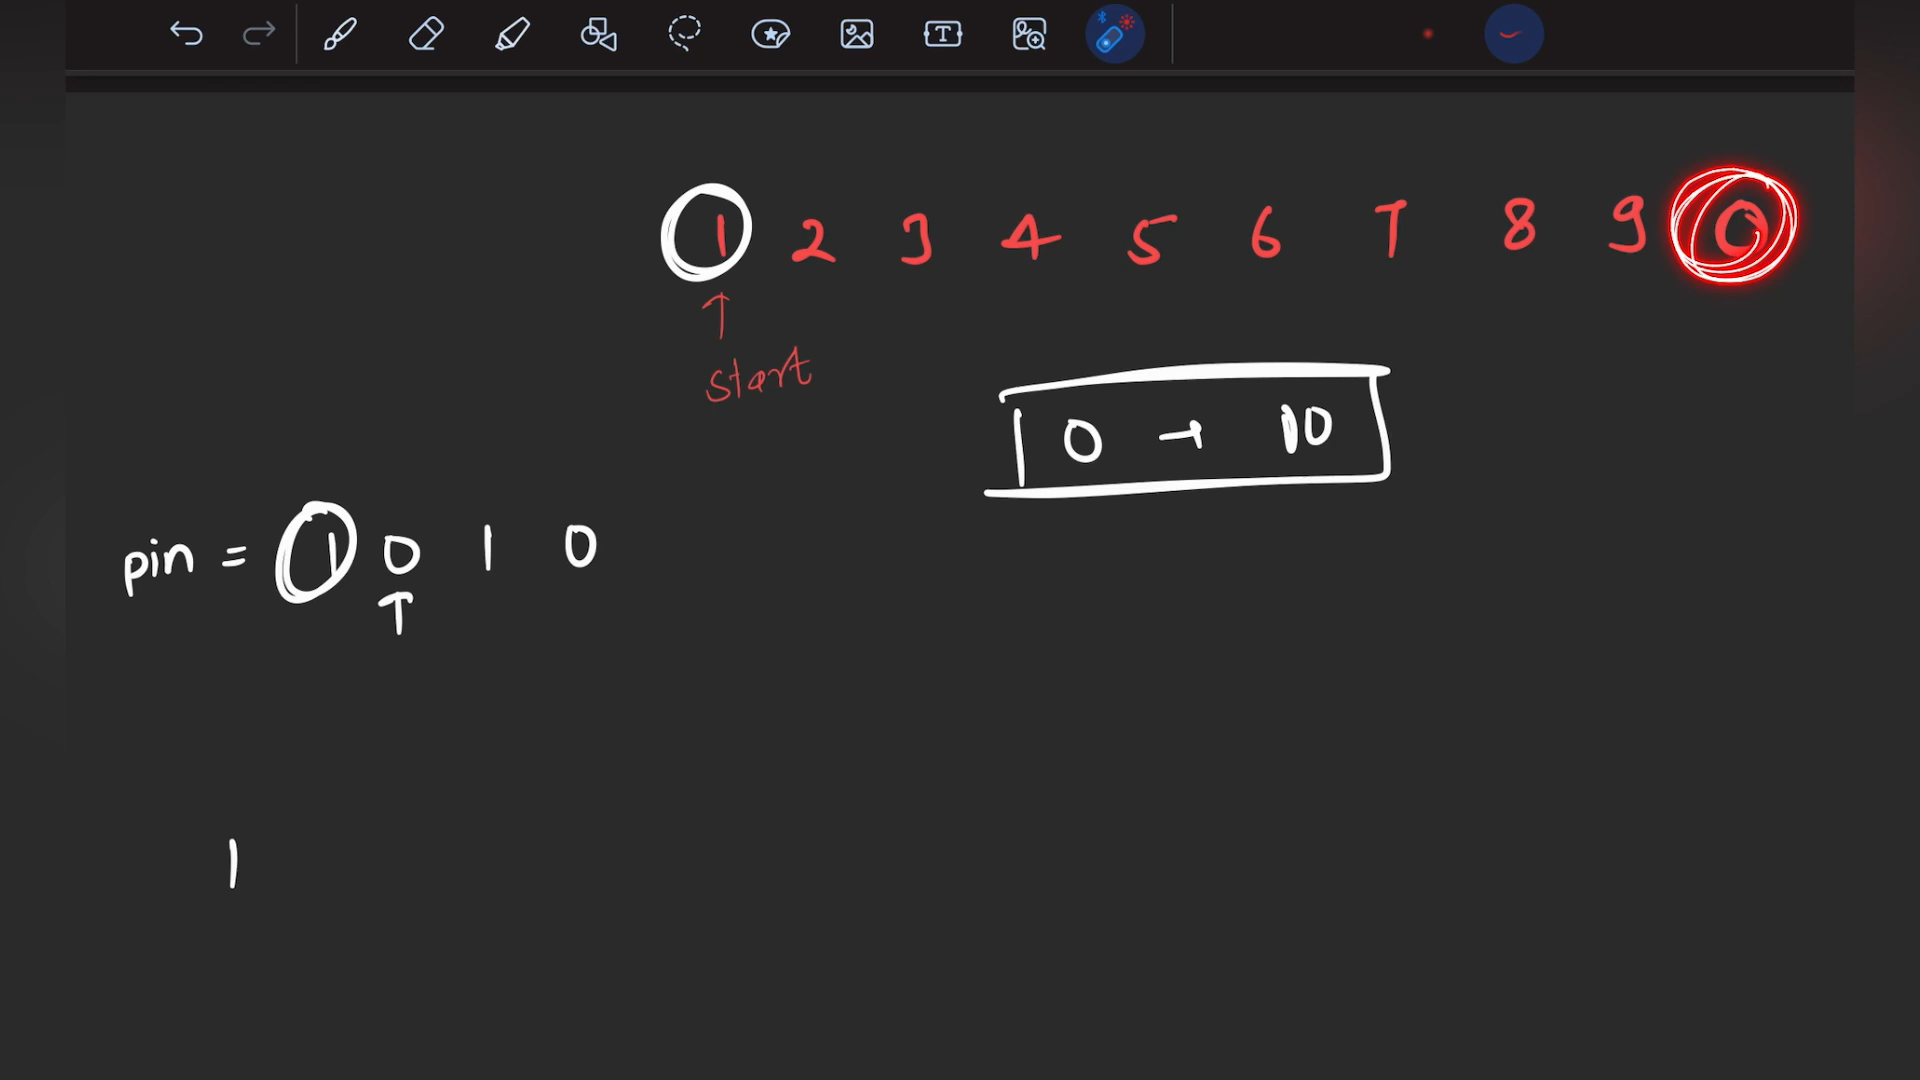 1 2 3 4 5 6 7 8 9 0
↑
start
0 → 10
pin = 1 0 1 0
↑
1